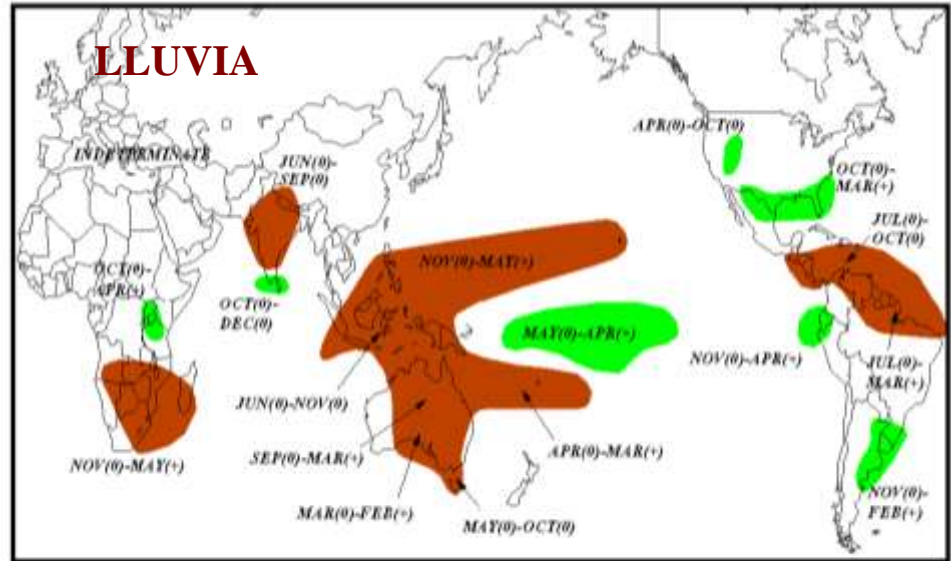 LLUVIA
APR(0)-OCT(0)
INDETERMINATE
JUN(0)-
SEP(0)
OCT(0)-
MAR(+)
JUL(0)-
OCT(0)
OCT(0)-
APR(+)
NOV(0)-MAY(+)
OCT(0)-
DEC(0)
MAY(0)-APR(+)
?
NOV(0)-APR(+)
JUL(0)-
MAR(+)
JUN(0)-NOV(0)
NOV(0)-MAY(+)
SEP(0)-MAR(+)
APR(0)-MAR(+)
NOV(0)-
FEB(+)
MAR(0)-FEB(+)
MAY(0)-OCT(0)